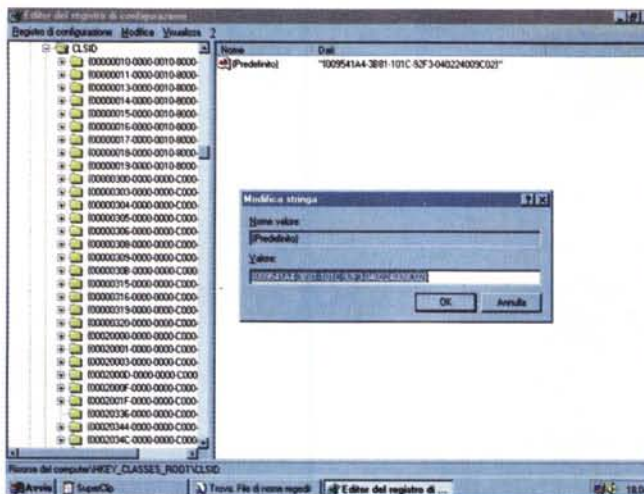 Editor del registro di configurazione
Registro di configurazione Modifica Visualizza ?
CLSID
Nome Dati
{00000010-0000-0010-8000-
(Predefinito) "{009541A4-3B81-101C-92F3-040224009C02}"
{00000011-0000-0010-8000-
{00000013-0000-0010-8000-
{00000014-0000-0010-8000-
{00000015-0000-0010-8000-
{00000016-0000-0010-8000-
{00000017-0000-0010-8000-
{00000018-0000-0010-8000-
{00000019-0000-0010-8000-
{00000300-0000-0000-C000-
{00000303-0000-0000-C000-
{00000304-0000-0000-C000-
{00000305-0000-0000-C000-
{00000306-0000-0000-C000-
{00000308-0000-0000-C000-
{00000309-0000-0000-C000-
{0000030B-0000-0000-C000-
{00000315-0000-0000-C000-
{00000316-0000-0000-C000-
{00000319-0000-0000-C000-
{00000320-0000-0000-C000-
{00020000-0000-0000-C000-
{00020001-0000-0000-C000-
{00020003-0000-0000-C000-
{0002000D-0000-0000-C000-
{0002000F-0000-0000-C000-
{0002001F-0000-0000-C000-
{00020336-0000-0000-C000-
{00020344-0000-0000-C000-
{0002034C-0000-0000-C000-
Modifica stringa
Nome valore:
(Predefinito)
Valore:
OK Annulla
Risorse del computer\HKEY_CLASSES_ROOT\CLSID
Avvio SuperClip Trova: File di nome regedit Editor del registro di ...